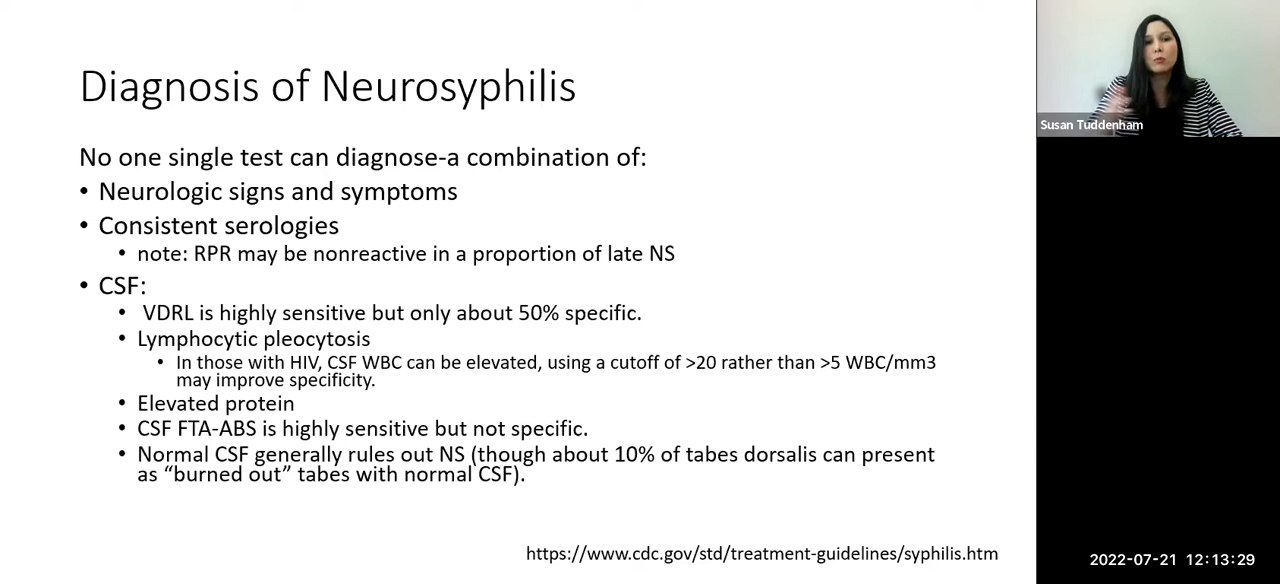 Diagnosis of Neurosyphilis
No one single test can diagnose-a combination of:
• Neurologic signs and symptoms
• Consistent serologies
• note: RPR may be nonreactive in a proportion of late NS
• CSF:
• VDRL is highly sensitive but only about 50% specific.
• Lymphocytic pleocytosis
• In those with HIV, CSF WBC can be elevated, using a cutoff of >20 rather than >5 WBC/mm3
may improve specificity.
• Elevated protein
• CSF FTA-ABS is highly sensitive but not specific.
• Normal CSF generally rules out NS (though about 10% of tabes dorsalis can present
as “burned out” tabes with normal CSF).
https://www.cdc.gov/std/treatment-guidelines/syphilis.htm
Susan Tuddenham
2022-07-21 12:13:29